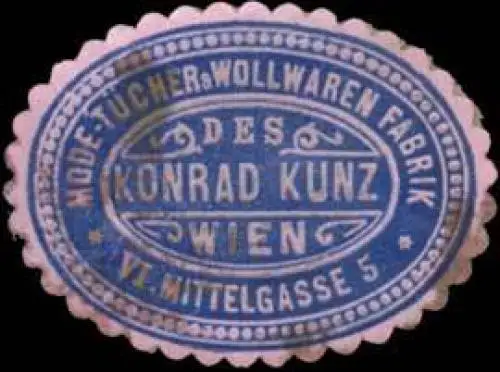 MODE-TÜCHER & WOLLWAREN FABRIK
DES
KONRAD KUNZ
WIEN
VI. MITTELGASSE 5